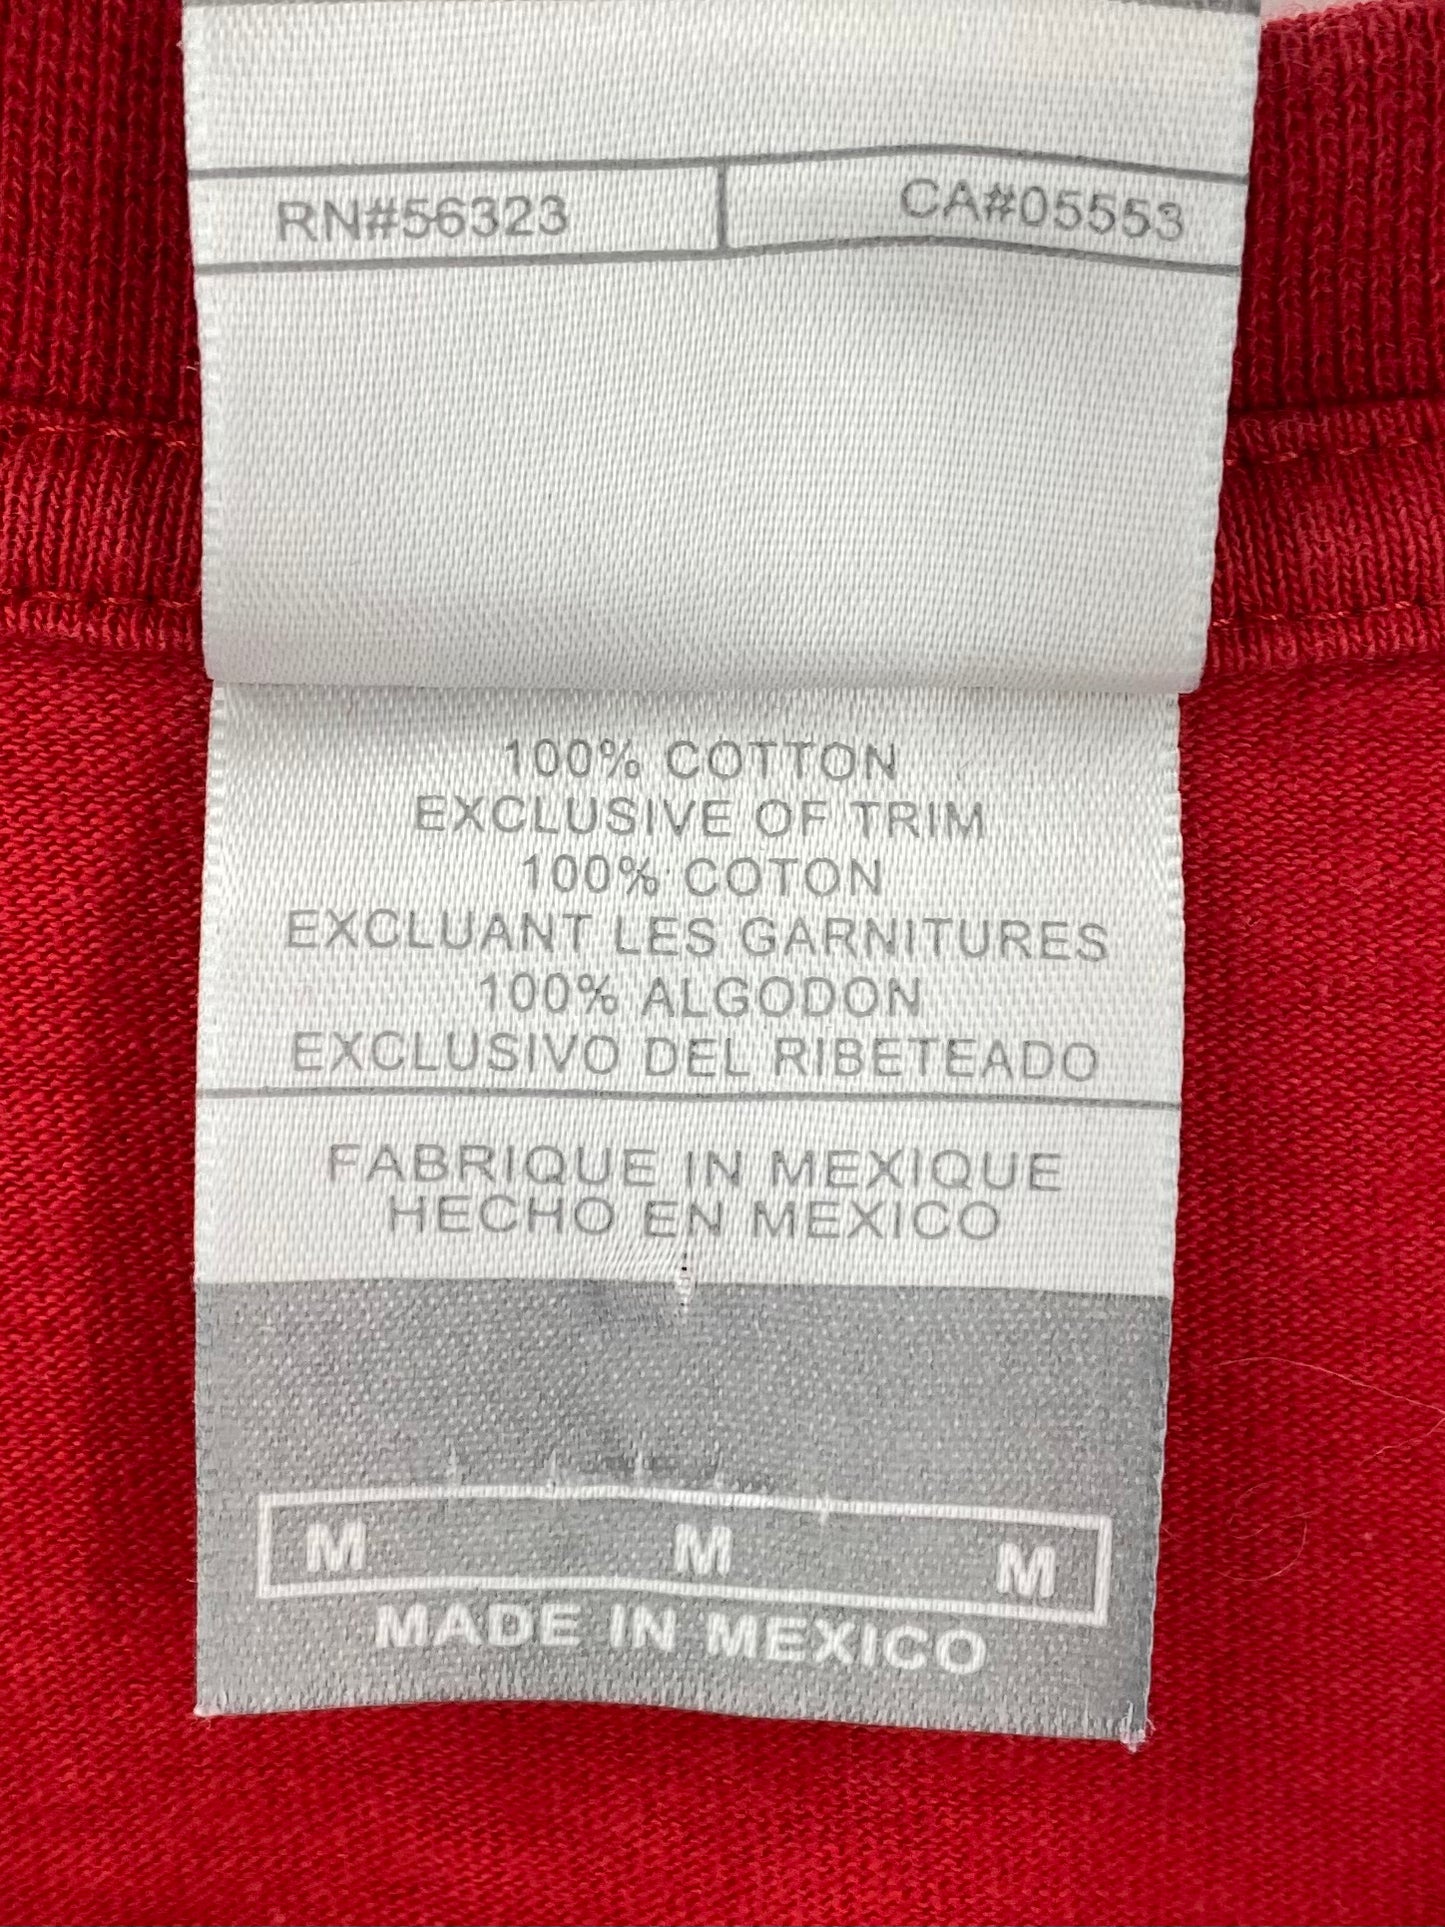 RN#56323 CA#05553
100% COTTON
EXCLUSIVE OF TRIM
100% COTON
EXCLUANT LES GARNITURES
100% ALGODON
EXCLUSIVO DEL RIBETEADO
FABRIQUE IN MEXIQUE
HECHO EN MEXICO
M M M
MADE IN MEXICO